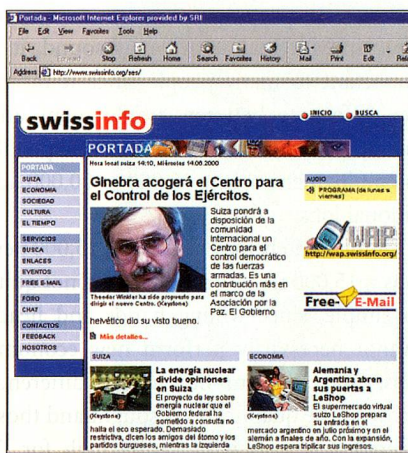 Portada - Microsoft Internet Explorer provided by SRI
File Edit View Favorites Tools Help
Back Forward Stop Refresh Home Search Favorites History Mail Print Edit
Address http://www.swissinfo.org/ses/
swissinfo
INICIO BUSCA
PORTADA
PORTADA
SUIZA
ECONOMIA
SOCIEDAD
CULTURA
EL TIEMPO
SERVICIOS
BUSCA
ENLACES
EVENTOS
FREE E-MAIL
FORO
CHAT
CONTACTOS
FEEDBACK
NOSOTROS
Hora local suiza 14:10, Miércoles 14.06.2000
Ginebra acogerá el Centro para
el Control de los Ejércitos.
Suiza pondrá a
disposición de la
comunidad
internacional un
Centro para el
control democrático
de las fuerzas
armadas. Es una
contribución más en
el marco de la
Asociación por la
Paz. El Gobierno
Theodor Winkler ha sido propuesto para
dirigir el nuevo Centro. (Keystone)
helvético dio su visto bueno.
Más detalles...
AUDIO
PROGRAMA (de lunes a
viernes)
WAP
http://wap.swissinfo.org/
Free-E-Mail
SUIZA
La energía nuclear
divide opiniones
en Suiza
El proyecto de ley sobre
energía nuclear que el
Gobierno federal ha
sometido a consulta no
(Keystone)
halla el eco esperado. Demasiado
restrictiva, dicen los amigos del átomo y los
partidos burgueses, mientras la izquierda
ECONOMIA
Alemania y
Argentina abren
sus puertas a
LeShop
El supermercado virtual
suizo LeShop prepara
su entrada en el
(Keystone)
mercado argentino en julio próximo y en el
alemán a finales de año. Con la expansión,
LeShop espera triplicar sus ingresos.